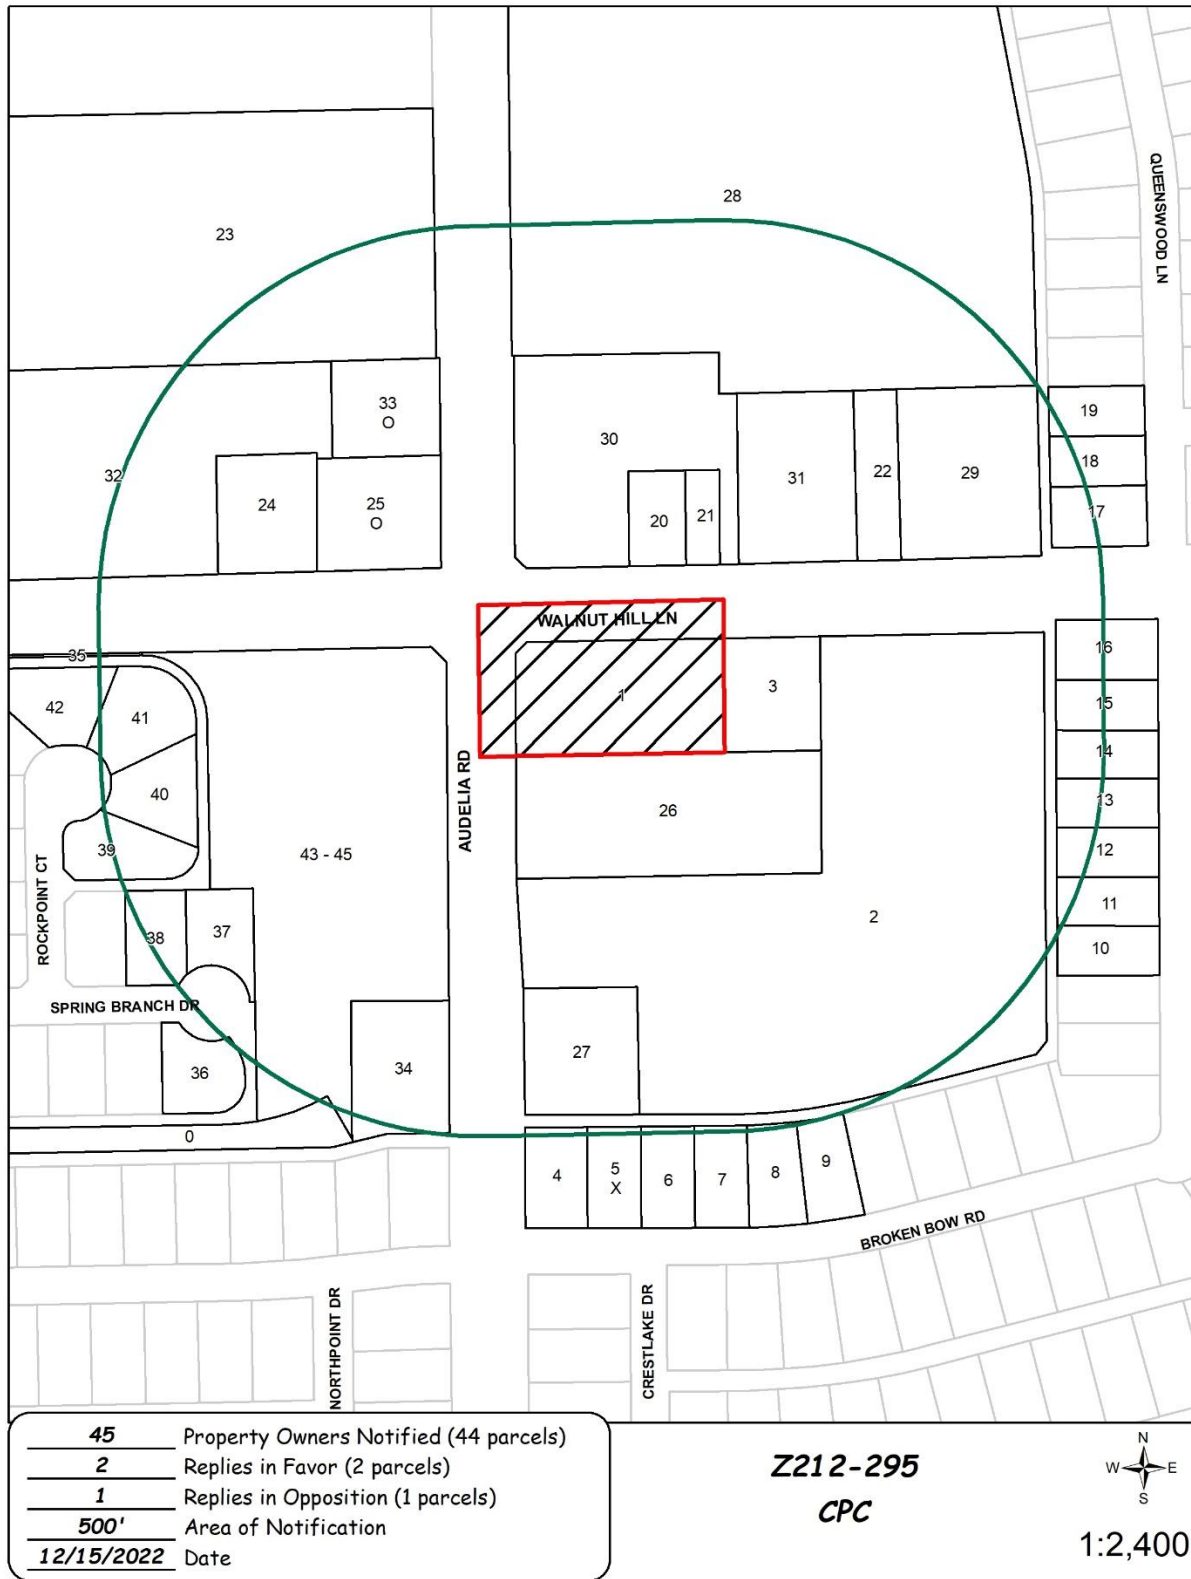 28
QUEENSWOOD LN
23
33
O
19
30
32
18
31
22
29
24
25
O
17
20
21
WALNUT HILL LN
35
16
3
42
41
1
15
14
40
13
26
AUDELIA RD
39
43 - 45
12
ROCKPOINT CT
11
2
38
37
10
SPRING BRANCH DR
27
34
36
0
4
5
X
6
7
8
9
BROKEN BOW RD
NORTHPOINT DR
CRESTLAKE DR
45 Property Owners Notified (44 parcels)
2 Replies in Favor (2 parcels)
1 Replies in Opposition (1 parcels)
500' Area of Notification
12/15/2022 Date
Z212-295
CPC
N
W E
S
1:2,400